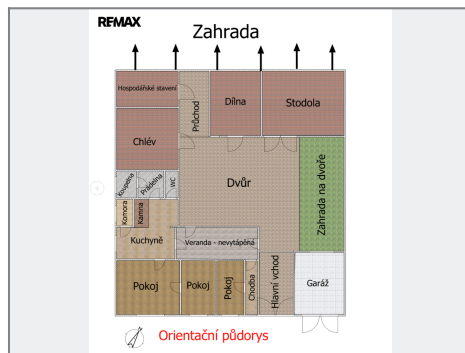 RE/MAX
Zahrada
Hospodářské stavení
Průchod
Dílna
Stodola
Chlév
Dvůr
Zahrada na dvoře
Koupelna
Prádelna
WC
Komora
Kamna
Kuchyně
Veranda - nevytápěná
Pokoj
Pokoj
Pokoj
Chodba
Hlavní vchod
Garáž
Orientační půdorys